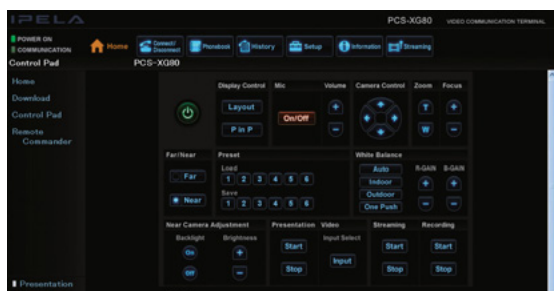 IPELA
PCS-XG80 VIDEO COMMUNICATION TERMINAL
POWER ON
COMMUNICATION
Home
Connect/
Disconnect
Phonebook
History
Setup
Information
Streaming
Control Pad
PCS-XG80
Home
Download
Control Pad
Remote
Commander
Display Control
Layout
P in P
Mic
On/Off
Volume
+
−
Camera Control
Zoom
T
W
Focus
+
−
Far/Near
Far
Near
Preset
Load
1 2 3 4 5 6
Save
1 2 3 4 5 6
White Balance
Auto
Indoor
Outdoor
One Push
R-GAIN
+
−
B-GAIN
+
−
Near Camera Adjustment
Backlight
On
Off
Brightness
+
−
Presentation
Start
Stop
Video
Input Select
Input
Streaming
Start
Stop
Recording
Start
Stop
Presentation